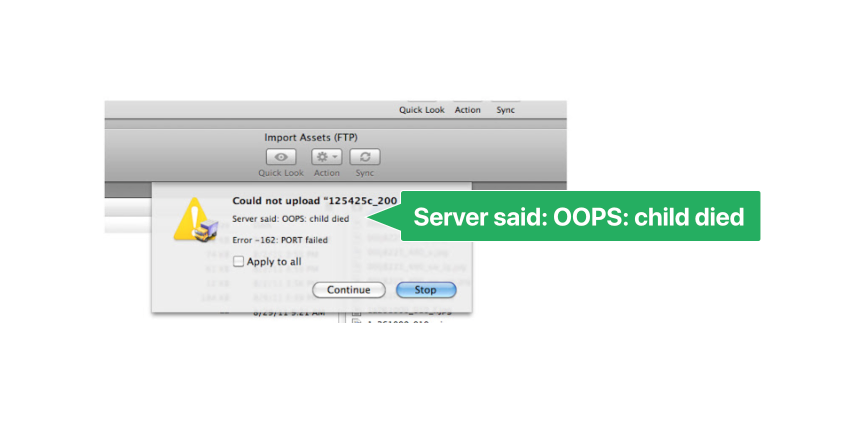 Quick Look Action Sync
Import Assets (FTP)
Quick Look Action Sync
Could not upload "125425c_200
Server said: OOPS: child died
Server said: OOPS: child died
Error -162: PORT failed
Apply to all
Continue Stop
8/29/11 9:21 AM